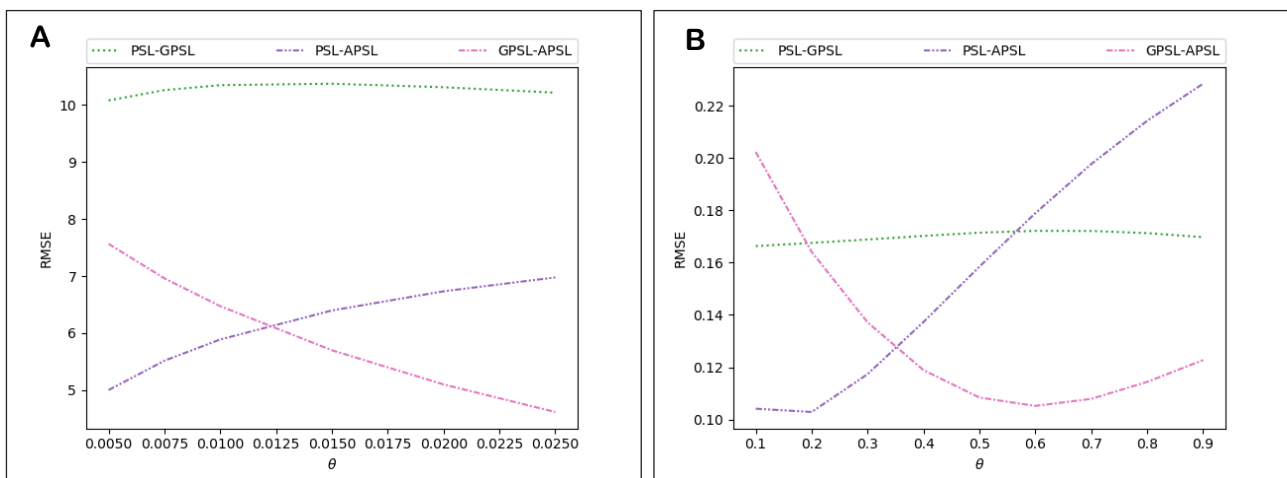 A
PSL-GPSL PSL-APSL GPSL-APSL
10
9
8
7
6
5
RMSE
0.0050 0.0075 0.0100 0.0125 0.0150 0.0175 0.0200 0.0225 0.0250
θ
B
PSL-GPSL PSL-APSL GPSL-APSL
0.22
0.20
0.18
0.16
0.14
0.12
0.10
RMSE
0.1 0.2 0.3 0.4 0.5 0.6 0.7 0.8 0.9
θ